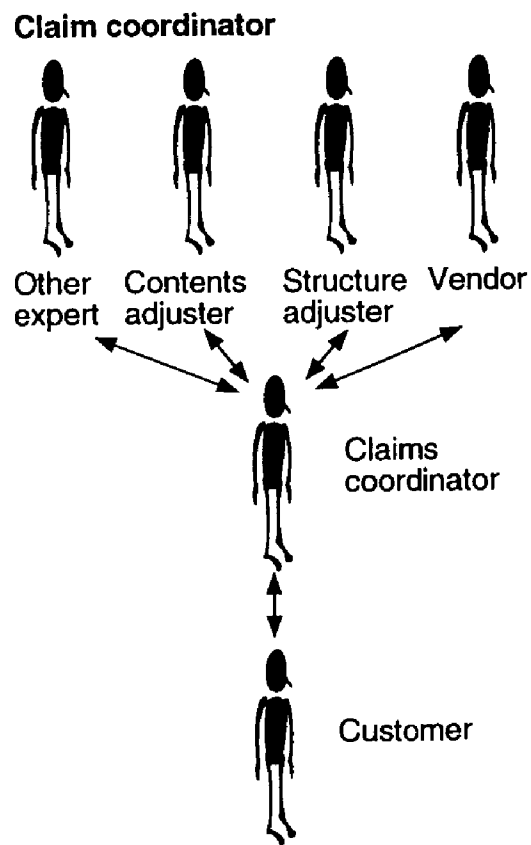 Claim coordinator
Other
expert
Contents
adjuster
Structure
adjuster
Vendor
Claims
coordinator
Customer